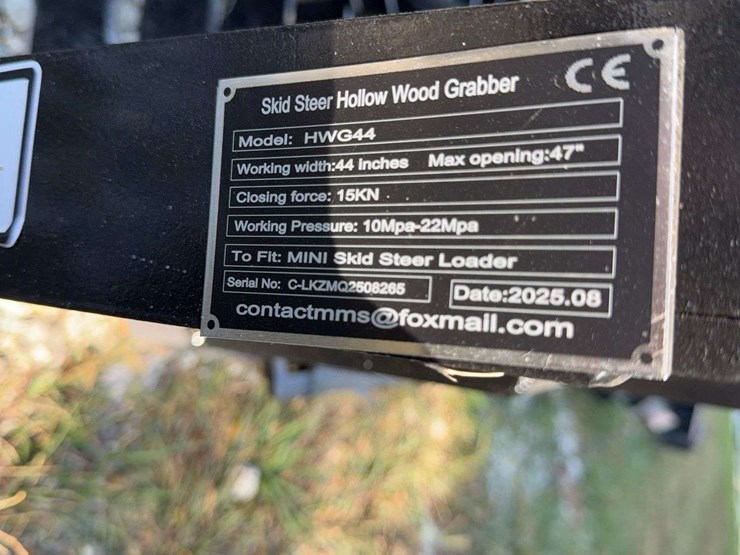 Skid Steer Hollow Wood Grabber CE
Model: HWG44
Working width:44 inches Max opening:47"
Closing force: 15KN
Working Pressure: 10Mpa-22Mpa
To Fit: MINI Skid Steer Loader
Serial No: C-LKZMQ2508265 Date:2025.08
contactmms@foxmail.com